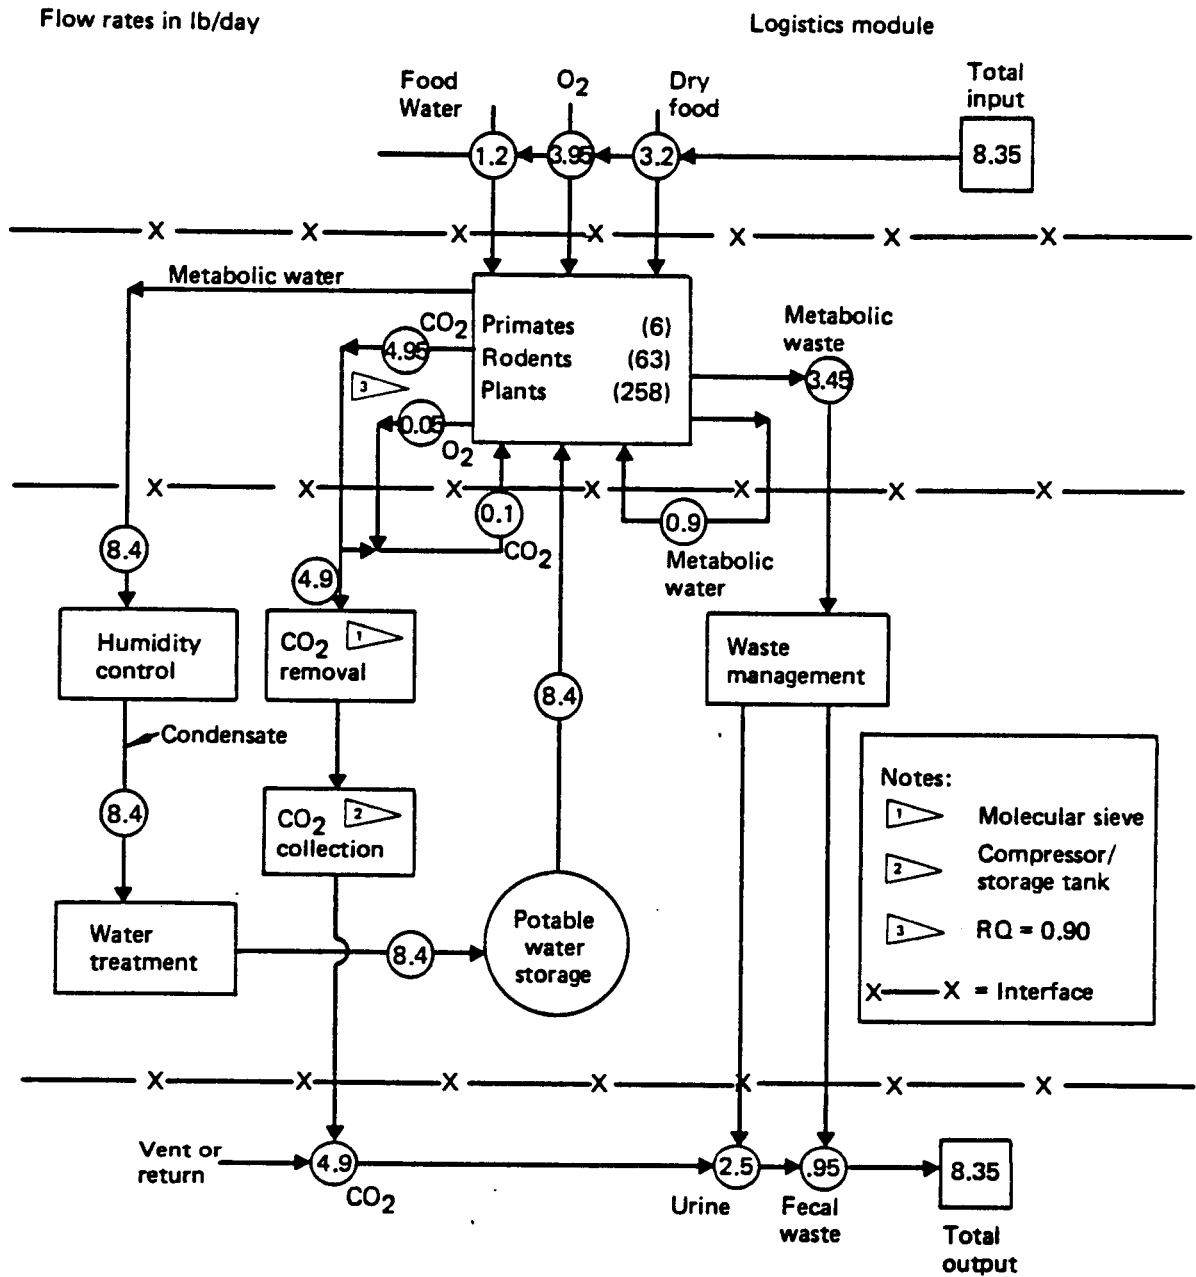 Flow rates in lb/day
Logistics module
Food
Water
O2
Dry
food
Total
input
1.2
3.95
3.2
8.35
X X X X X X X
Metabolic water
CO2
4.95
3
0.05
O2
Primates (6)
Rodents (63)
Plants (258)
Metabolic
waste
3.45
X X X X X X X
8.4
4.9
0.1
CO2
0.9
Metabolic
water
Humidity
control
CO2 1
removal
8.4
Waste
management
Condensate
8.4
CO2 2
collection
Water
treatment
8.4
Potable
water
storage
Notes:
1 Molecular sieve
2 Compressor/
storage tank
3 RQ = 0.90
X X = Interface
X X X X X X X
Vent or
return
4.9
CO2
2.5
Urine
.95
Fecal
waste
8.35
Total
output